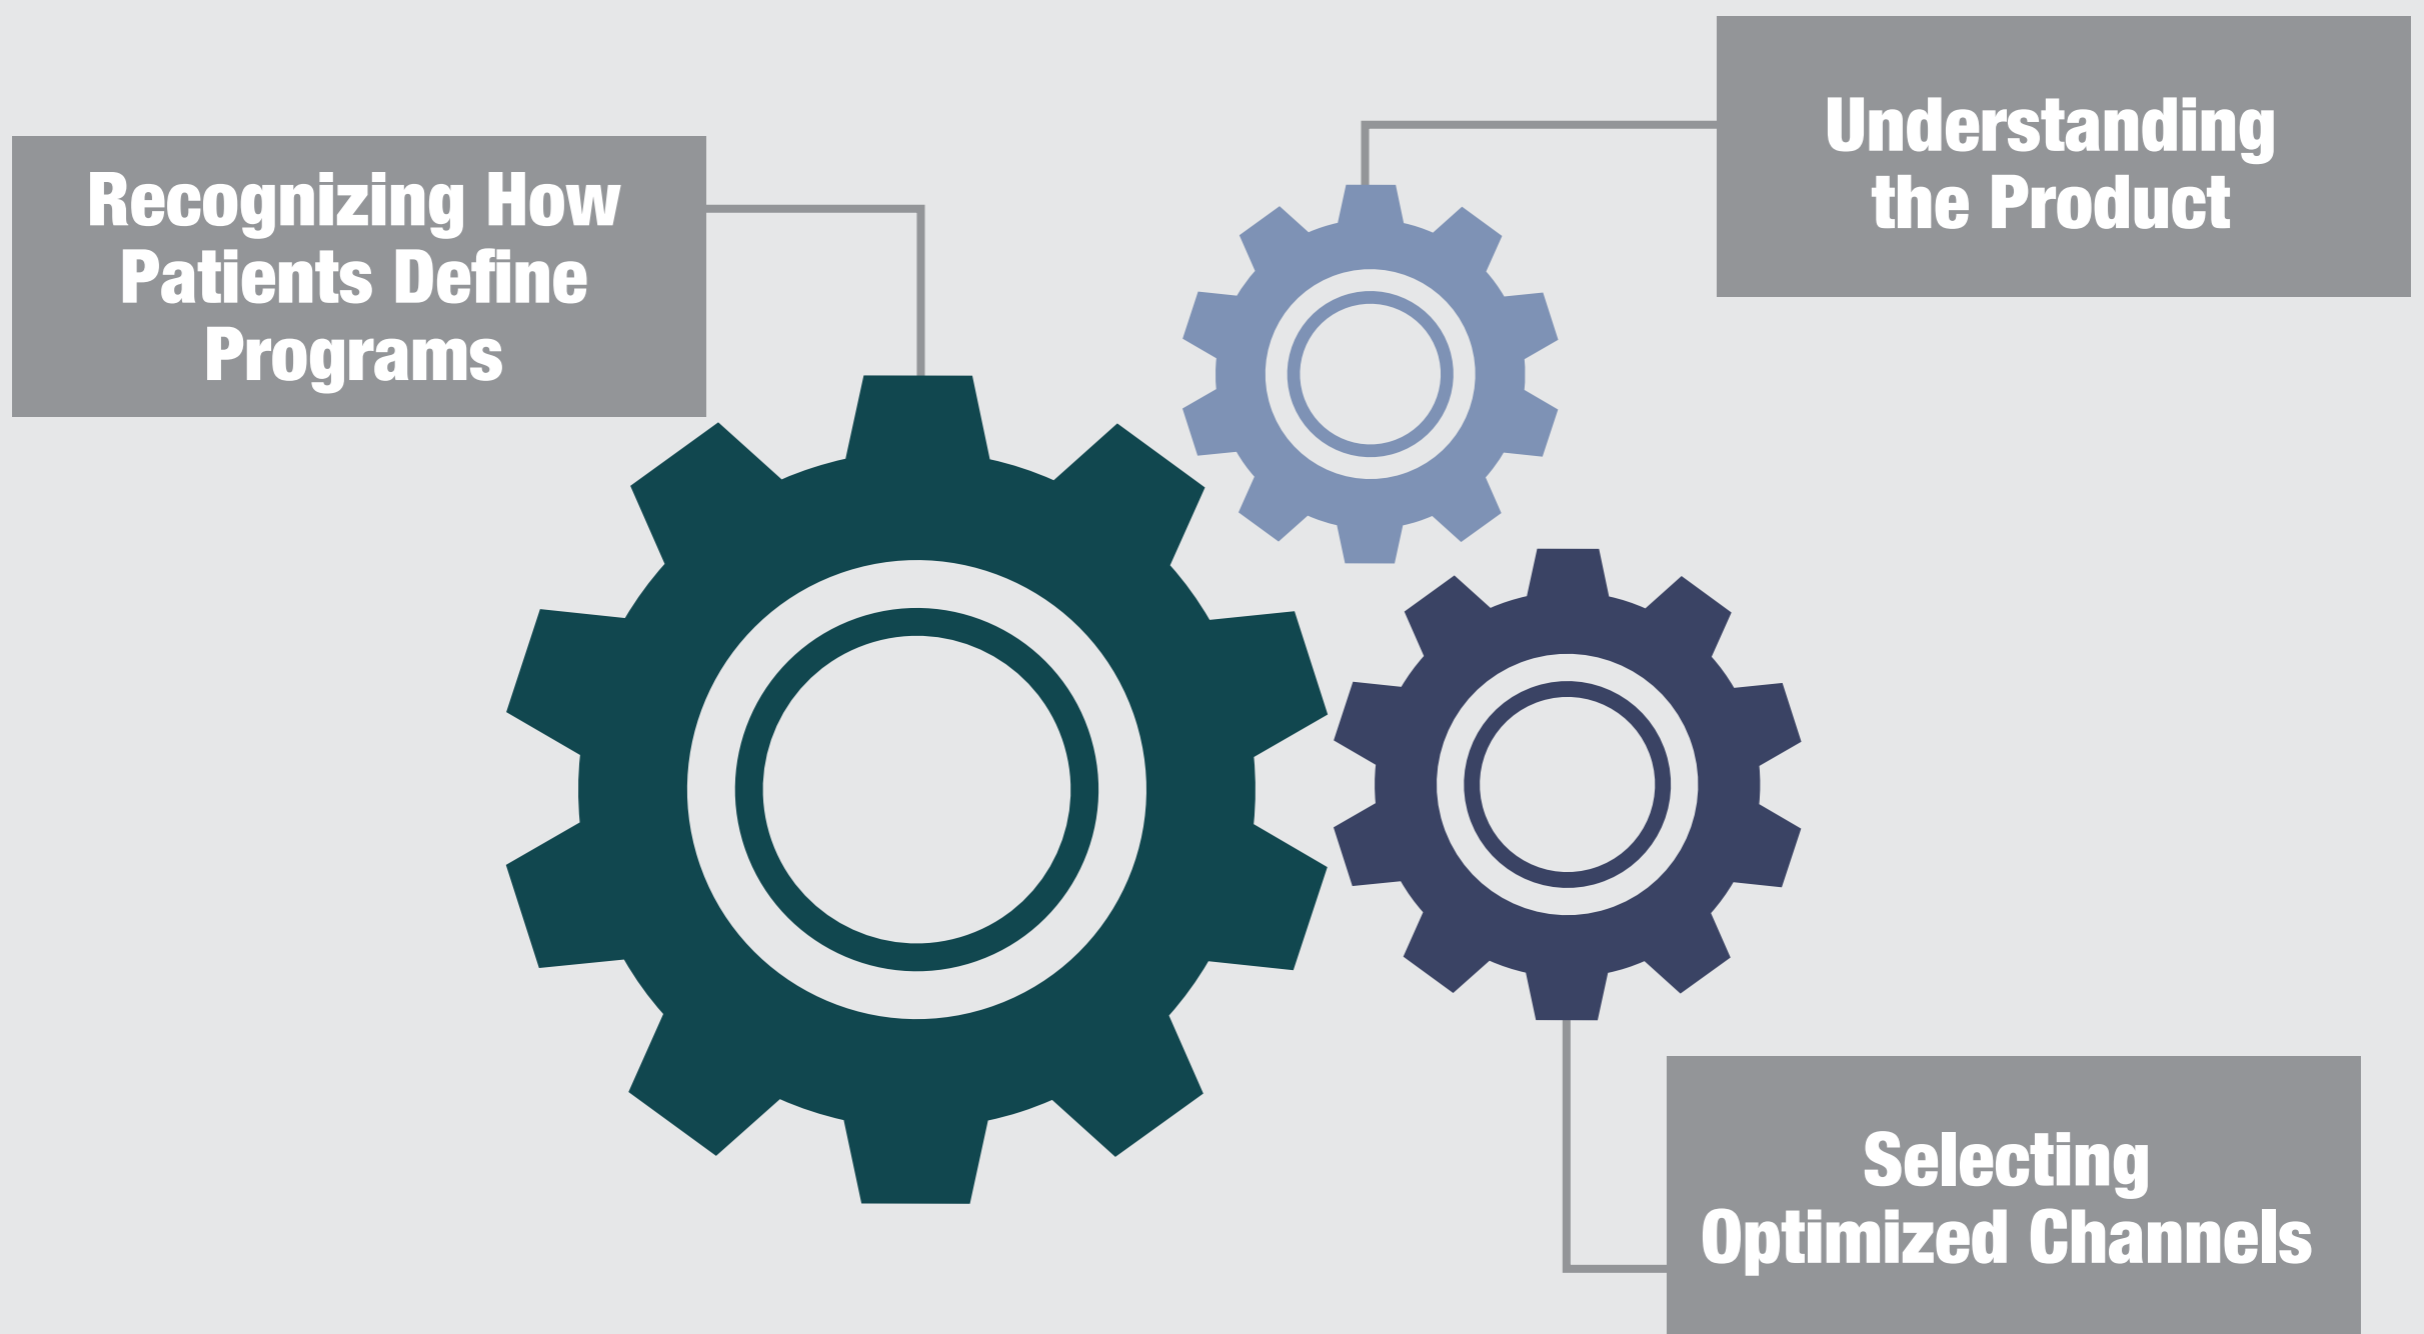 Recognizing How
Patients Define
Programs
Understanding
the Product
Selecting
Optimized Channels